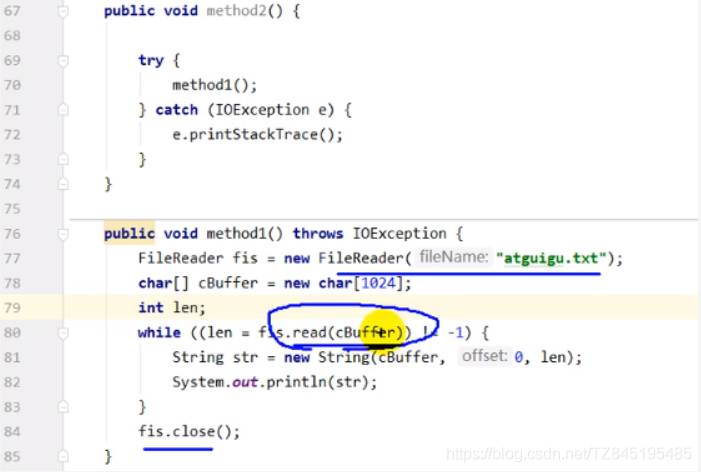 67 public void method2() {
68
69 try {
70 method1();
71 } catch (IOException e) {
72 e.printStackTrace();
73 }
74 }
75
76 public void method1() throws IOException {
77 FileReader fis = new FileReader( fileName: "atguigu.txt");
78 char[] cBuffer = new char[1024];
79 int len;
80 while ((len = fis.read(cBuffer)) != -1) {
81 String str = new String(cBuffer, offset: 0, len);
82 System.out.println(str);
83 }
84 fis.close();
85 }
https://blog.csdn.net/TZ845195485